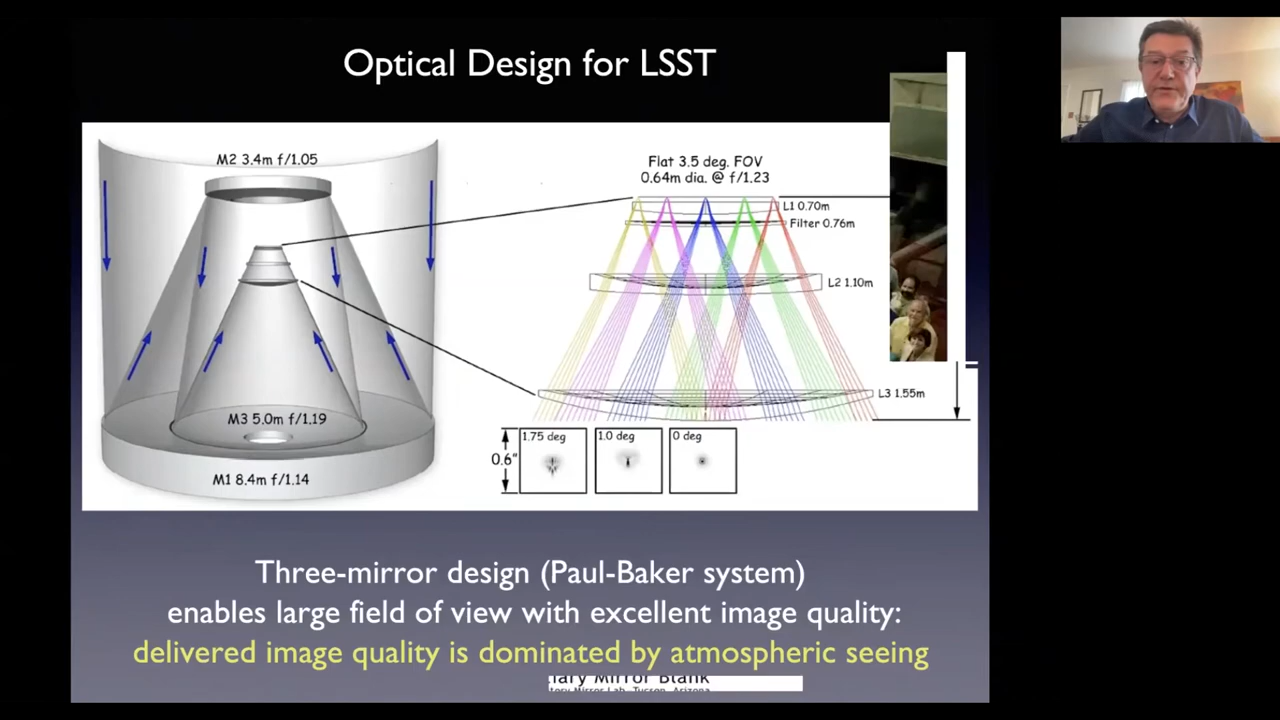 Optical Design for LSST
M2 3.4m f/1.05
M3 5.0m f/1.19
M1 8.4m f/1.14
Flat 3.5 deg. FOV
0.64m dia. @ f/1.23
L1 0.70m
Filter 0.76m
L2 1.10m
L3 1.55m
0.6"
1.75 deg
1.0 deg
0 deg
Three-mirror design (Paul-Baker system)
enables large field of view with excellent image quality:
delivered image quality is dominated by atmospheric seeing
Mirror Blank
Mirror Lab Tucson, Arizona